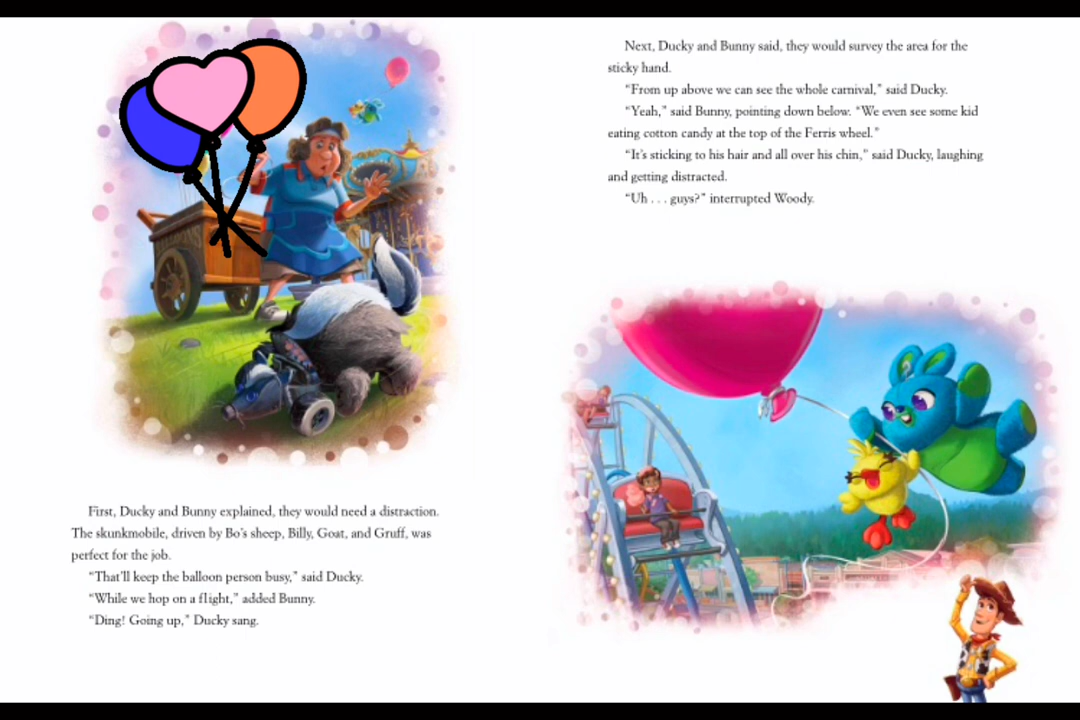 First, Ducky and Bunny explained, they would need a distraction.
The skunkmobile, driven by Bo's sheep, Billy, Goat, and Gruff, was
perfect for the job.
“That'll keep the balloon person busy,” said Ducky.
“While we hop on a flight,” added Bunny.
“Ding! Going up,” Ducky sang.
Next, Ducky and Bunny said, they would survey the area for the
sticky hand.
“From up above we can see the whole carnival,” said Ducky.
“Yeah,” said Bunny, pointing down below. “We even see some kid
eating cotton candy at the top of the Ferris wheel.”
“It's sticking to his hair and all over his chin,” said Ducky, laughing
and getting distracted.
“Uh . . . guys?” interrupted Woody.